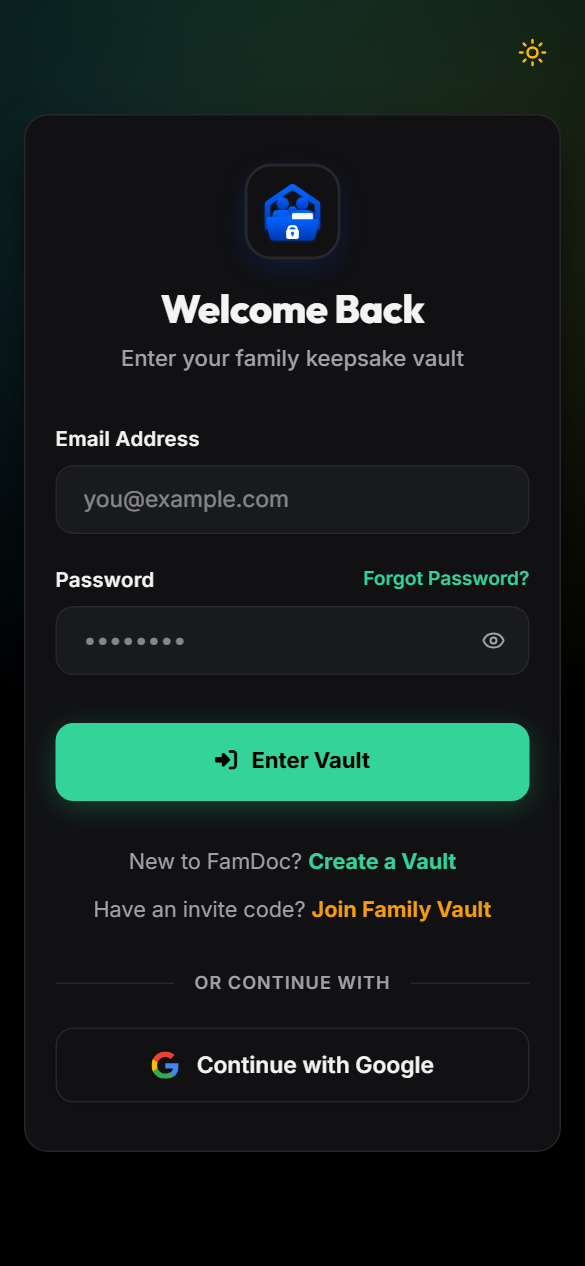 Welcome Back
Enter your family keepsake vault
Email Address
you@example.com
Password Forgot Password?
••••••••
Enter Vault
New to FamDoc? Create a Vault
Have an invite code? Join Family Vault
OR CONTINUE WITH
Continue with Google